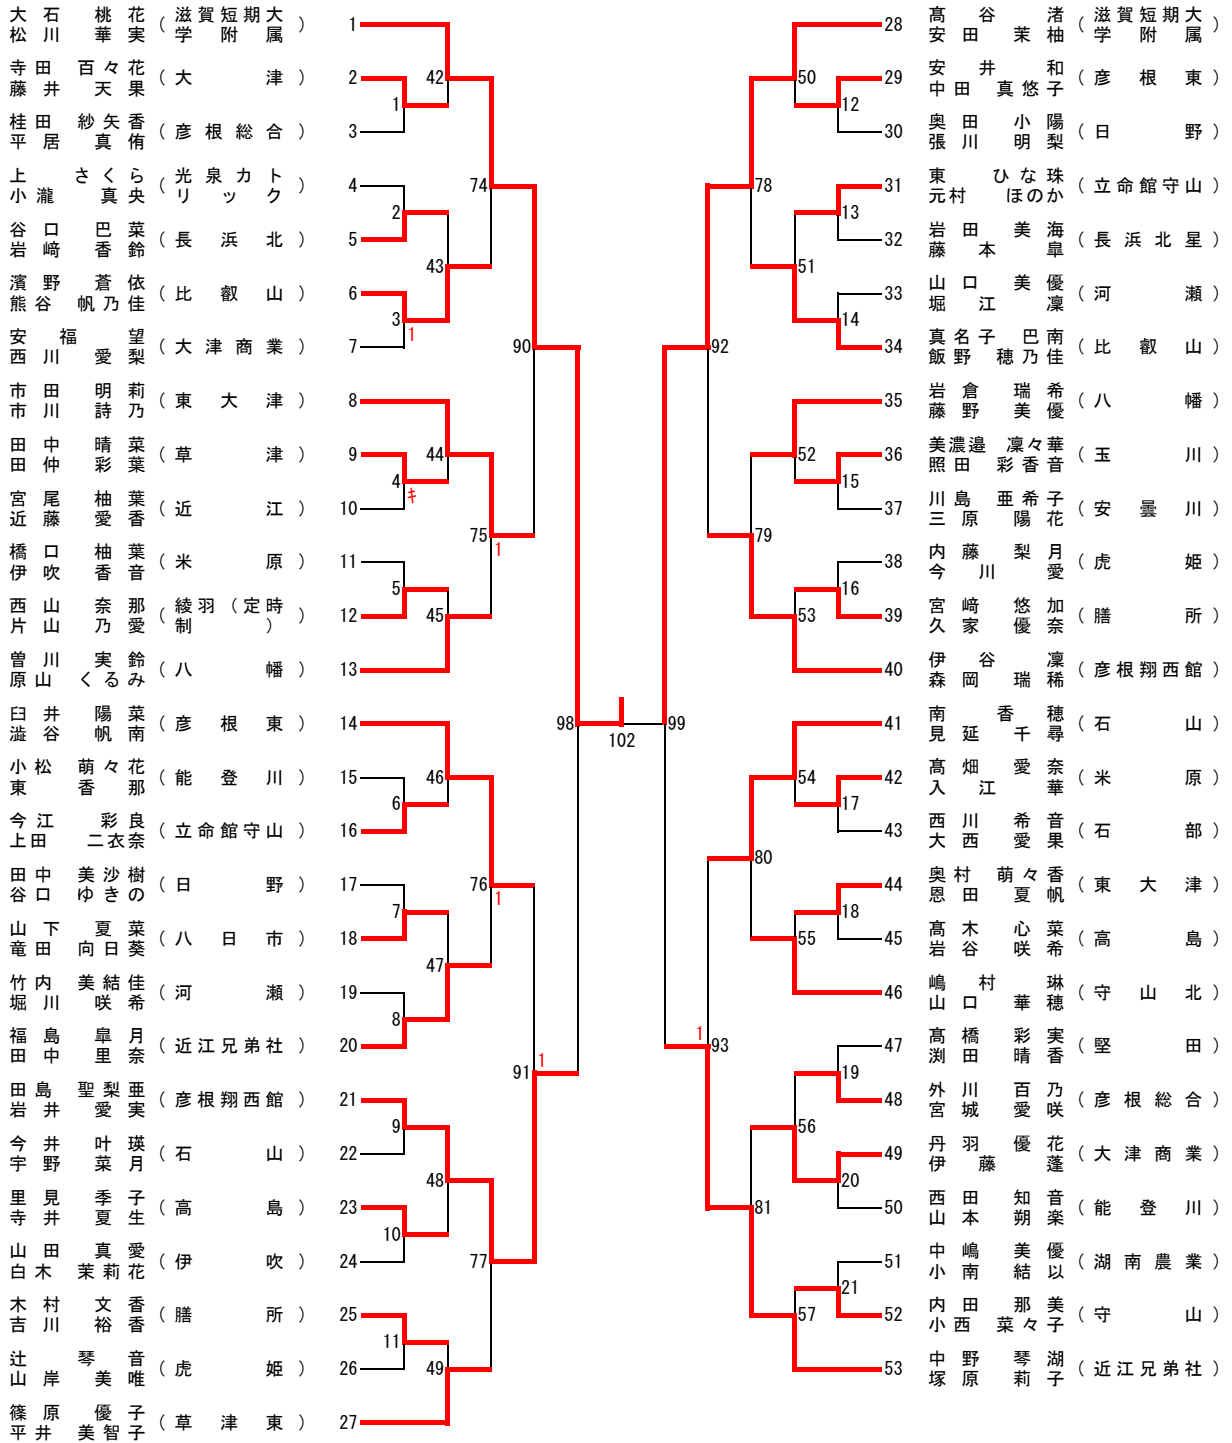 大石 桃花 松川 華実 (滋賀短期大学附属) 1
寺田 百々花 藤井 天果 (大津) 2
桂田 紗矢香 平居 真侑 (彦根総合) 3
上 さくら 小瀧 真央 (光泉カトリック) 4
谷口 巴菜 岩﨑 香鈴 (長浜北) 5
濱野 蒼依 熊谷 帆乃佳 (比叡山) 6
安福 望 西川 愛梨 (大津商業) 7
市田 明莉 市川 詩乃 (東大津) 8
田中 晴菜 田仲 彩葉 (草津) 9
宮尾 柚葉 近藤 愛香 (近江) 10
橋口 柚葉 伊吹 香音 (米原) 11
西山 奈那 片山 乃愛 (綾羽(定時制)) 12
曽川 実鈴 原山 くるみ (八幡) 13
臼井 陽菜 澁谷 帆南 (彦根東) 14
小松 萌々花 東 香那 (能登川) 15
今江 彩良 上田 二衣奈 (立命館守山) 16
田中 美沙樹 谷口 ゆきの (日野) 17
山下 夏菜 竜田 向日葵 (八日市) 18
竹内 美結佳 堀川 咲希 (河瀬) 19
福島 皐月 田中 里奈 (近江兄弟社) 20
田島 聖梨亜 岩井 愛実 (彦根翔西館) 21
今井 叶瑛 宇野 菜月 (石山) 22
里見 季子 寺井 夏生 (高島) 23
山田 真愛 白木 茉莉花 (伊吹) 24
木村 文香 吉川 裕香 (膳所) 25
辻 琴音 山岸 美唯 (虎姫) 26
篠原 優子 平井 美智子 (草津東) 27
1
2
3
1
4
キ
5
6
7
8
9
10
11
42
43
44
45
46
47
48
49
74
75
1
76
1
77
90
91
1
98
102
99
92
93
1
78
79
80
81
50
51
52
53
54
55
56
57
12
13
14
15
16
17
18
19
20
21
28 髙谷 渚 安田 茉柚 (滋賀短期大学附属)
29 安井 和 中田 真悠子 (彦根東)
30 奥田 小陽 張川 明梨 (日野)
31 東 ひな珠 元村 ほのか (立命館守山)
32 岩田 美海 藤本 皐 (長浜北星)
33 山口 美優 堀江 凜 (河瀬)
34 真名子 巴南 飯野 穂乃佳 (比叡山)
35 岩倉 瑞希 藤野 美優 (八幡)
36 美濃邉 凜々華 照田 彩香音 (玉川)
37 川島 亜希子 三原 陽花 (安曇川)
38 内藤 梨月 今川 愛 (虎姫)
39 宮﨑 悠加 久家 優奈 (膳所)
40 伊谷 凜 森岡 瑞稀 (彦根翔西館)
41 南 香穂 見延 千尋 (石山)
42 髙畑 愛奈 入江 華 (米原)
43 西川 希音 大西 愛果 (石部)
44 奥村 萌々香 恩田 夏帆 (東大津)
45 髙木 心菜 岩谷 咲希 (高島)
46 嶋村 琳 山口 華穂 (守山北)
47 髙橋 彩実 渕田 晴香 (堅田)
48 外川 百乃 宮城 愛咲 (彦根総合)
49 丹羽 優花 伊藤 蓬 (大津商業)
50 西田 知音 山本 朔楽 (能登川)
51 中嶋 美優 小南 結以 (湖南農業)
52 内田 那美 小西 菜々子 (守山)
53 中野 琴湖 塚原 莉子 (近江兄弟社)